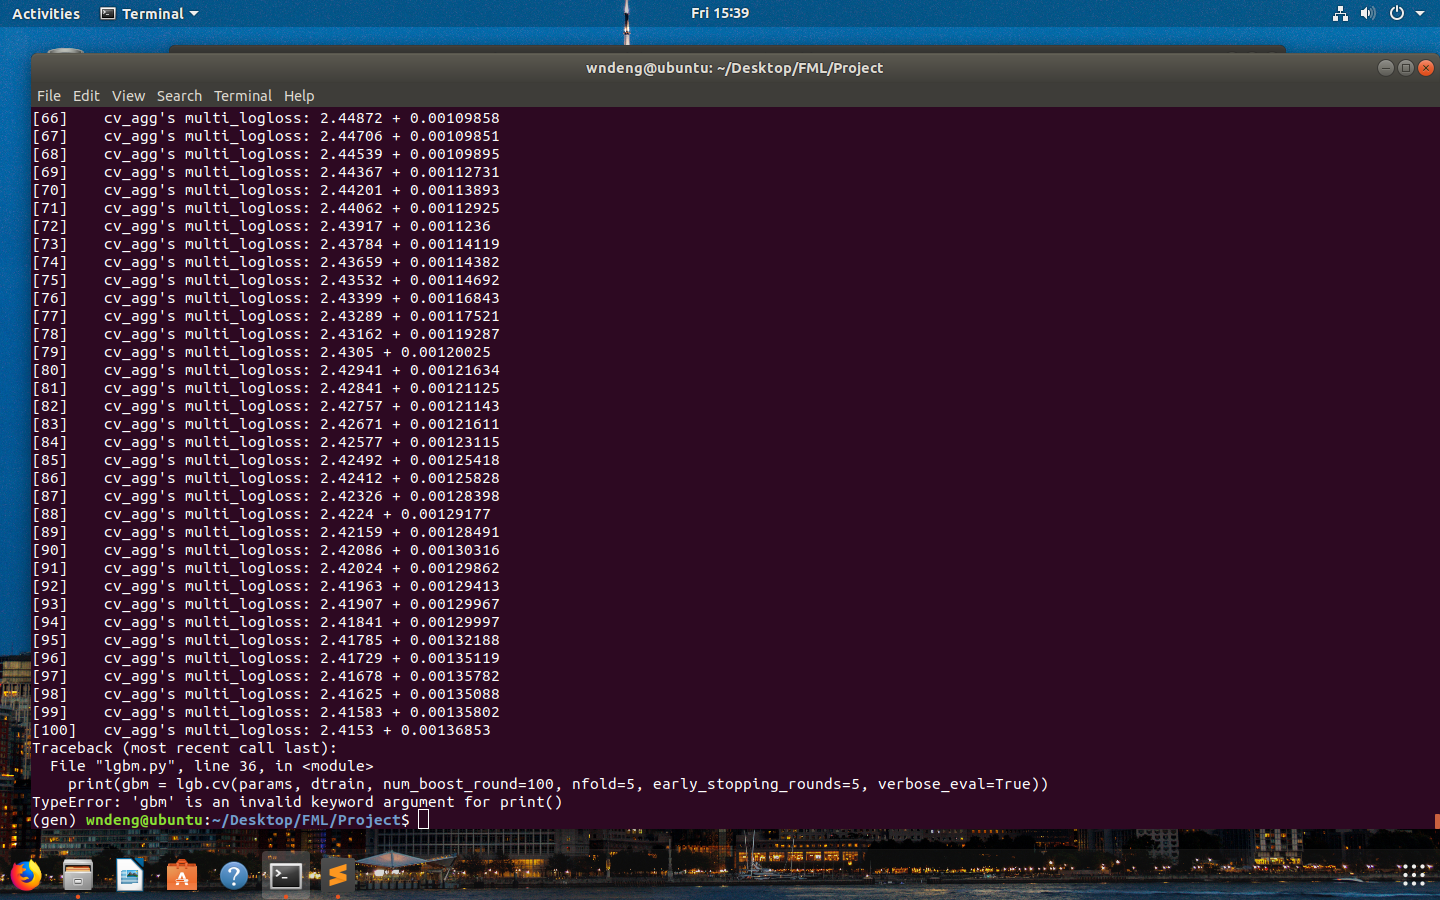 Activities Terminal Fri 15:39
wndeng@ubuntu: ~/Desktop/FML/Project
File Edit View Search Terminal Help
[66] cv_agg's multi_logloss: 2.44872 + 0.00109858
[67] cv_agg's multi_logloss: 2.44706 + 0.00109851
[68] cv_agg's multi_logloss: 2.44539 + 0.00109895
[69] cv_agg's multi_logloss: 2.44367 + 0.00112731
[70] cv_agg's multi_logloss: 2.44201 + 0.00113893
[71] cv_agg's multi_logloss: 2.44062 + 0.00112925
[72] cv_agg's multi_logloss: 2.43917 + 0.0011236
[73] cv_agg's multi_logloss: 2.43784 + 0.00114119
[74] cv_agg's multi_logloss: 2.43659 + 0.00114382
[75] cv_agg's multi_logloss: 2.43532 + 0.00114692
[76] cv_agg's multi_logloss: 2.43399 + 0.00116843
[77] cv_agg's multi_logloss: 2.43289 + 0.00117521
[78] cv_agg's multi_logloss: 2.43162 + 0.00119287
[79] cv_agg's multi_logloss: 2.4305 + 0.00120025
[80] cv_agg's multi_logloss: 2.42941 + 0.00121634
[81] cv_agg's multi_logloss: 2.42841 + 0.00121125
[82] cv_agg's multi_logloss: 2.42757 + 0.00121143
[83] cv_agg's multi_logloss: 2.42671 + 0.00121611
[84] cv_agg's multi_logloss: 2.42577 + 0.00123115
[85] cv_agg's multi_logloss: 2.42492 + 0.00125418
[86] cv_agg's multi_logloss: 2.42412 + 0.00125828
[87] cv_agg's multi_logloss: 2.42326 + 0.00128398
[88] cv_agg's multi_logloss: 2.4224 + 0.00129177
[89] cv_agg's multi_logloss: 2.42159 + 0.00128491
[90] cv_agg's multi_logloss: 2.42086 + 0.00130316
[91] cv_agg's multi_logloss: 2.42024 + 0.00129862
[92] cv_agg's multi_logloss: 2.41963 + 0.00129413
[93] cv_agg's multi_logloss: 2.41907 + 0.00129967
[94] cv_agg's multi_logloss: 2.41841 + 0.00129997
[95] cv_agg's multi_logloss: 2.41785 + 0.00132188
[96] cv_agg's multi_logloss: 2.41729 + 0.00135119
[97] cv_agg's multi_logloss: 2.41678 + 0.00135782
[98] cv_agg's multi_logloss: 2.41625 + 0.00135088
[99] cv_agg's multi_logloss: 2.41583 + 0.00135802
[100] cv_agg's multi_logloss: 2.4153 + 0.00136853
Traceback (most recent call last):
File "lgbm.py", line 36, in <module>
print(gbm = lgb.cv(params, dtrain, num_boost_round=100, nfold=5, early_stopping_rounds=5, verbose_eval=True))
TypeError: 'gbm' is an invalid keyword argument for print()
(gen) wndeng@ubuntu:~/Desktop/FML/Project$